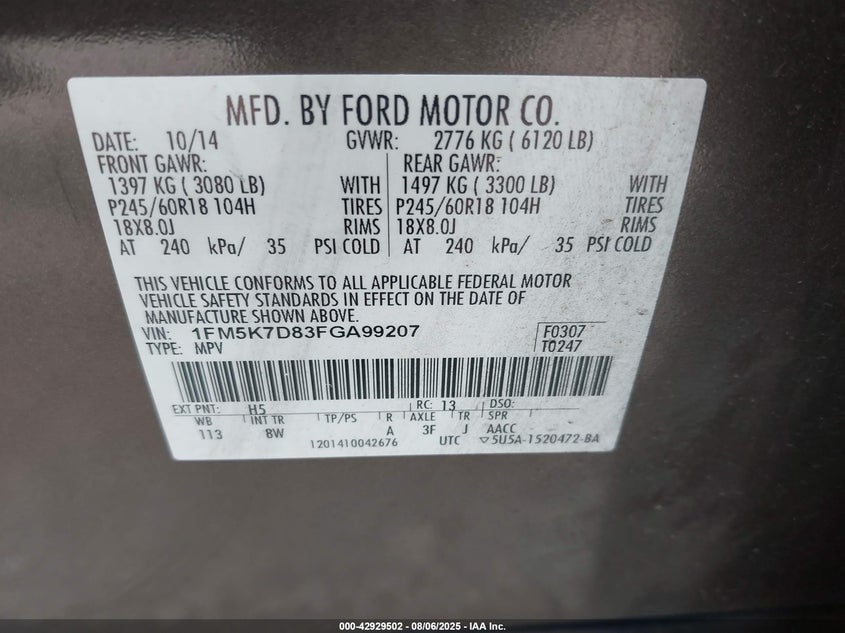 MFD. BY FORD MOTOR CO.
DATE: 10/14 GVWR: 2776 KG ( 6120 LB)
FRONT GAWR: REAR GAWR:
1397 KG ( 3080 LB) WITH 1497 KG ( 3300 LB) WITH
P245/60R18 104H TIRES P245/60R18 104H TIRES
18X8.0J RIMS 18X8.0J RIMS
AT 240 kPa/ 35 PSI COLD AT 240 kPa/ 35 PSI COLD
THIS VEHICLE CONFORMS TO ALL APPLICABLE FEDERAL MOTOR
VEHICLE SAFETY STANDARDS IN EFFECT ON THE DATE OF
MANUFACTURE SHOWN ABOVE.
VIN: 1FM5K7D83FGA99207 F0307
TYPE: MPV T0247
EXT PNT: H5 RC: 13 DSO:
WB INT TR TP/PS R AXLE TR SPR
113 8W A 3F J AACC
1201410042676 UTC ▽5U5A-1520472-BA
000-42929502 - 08/06/2025 - IAA Inc.